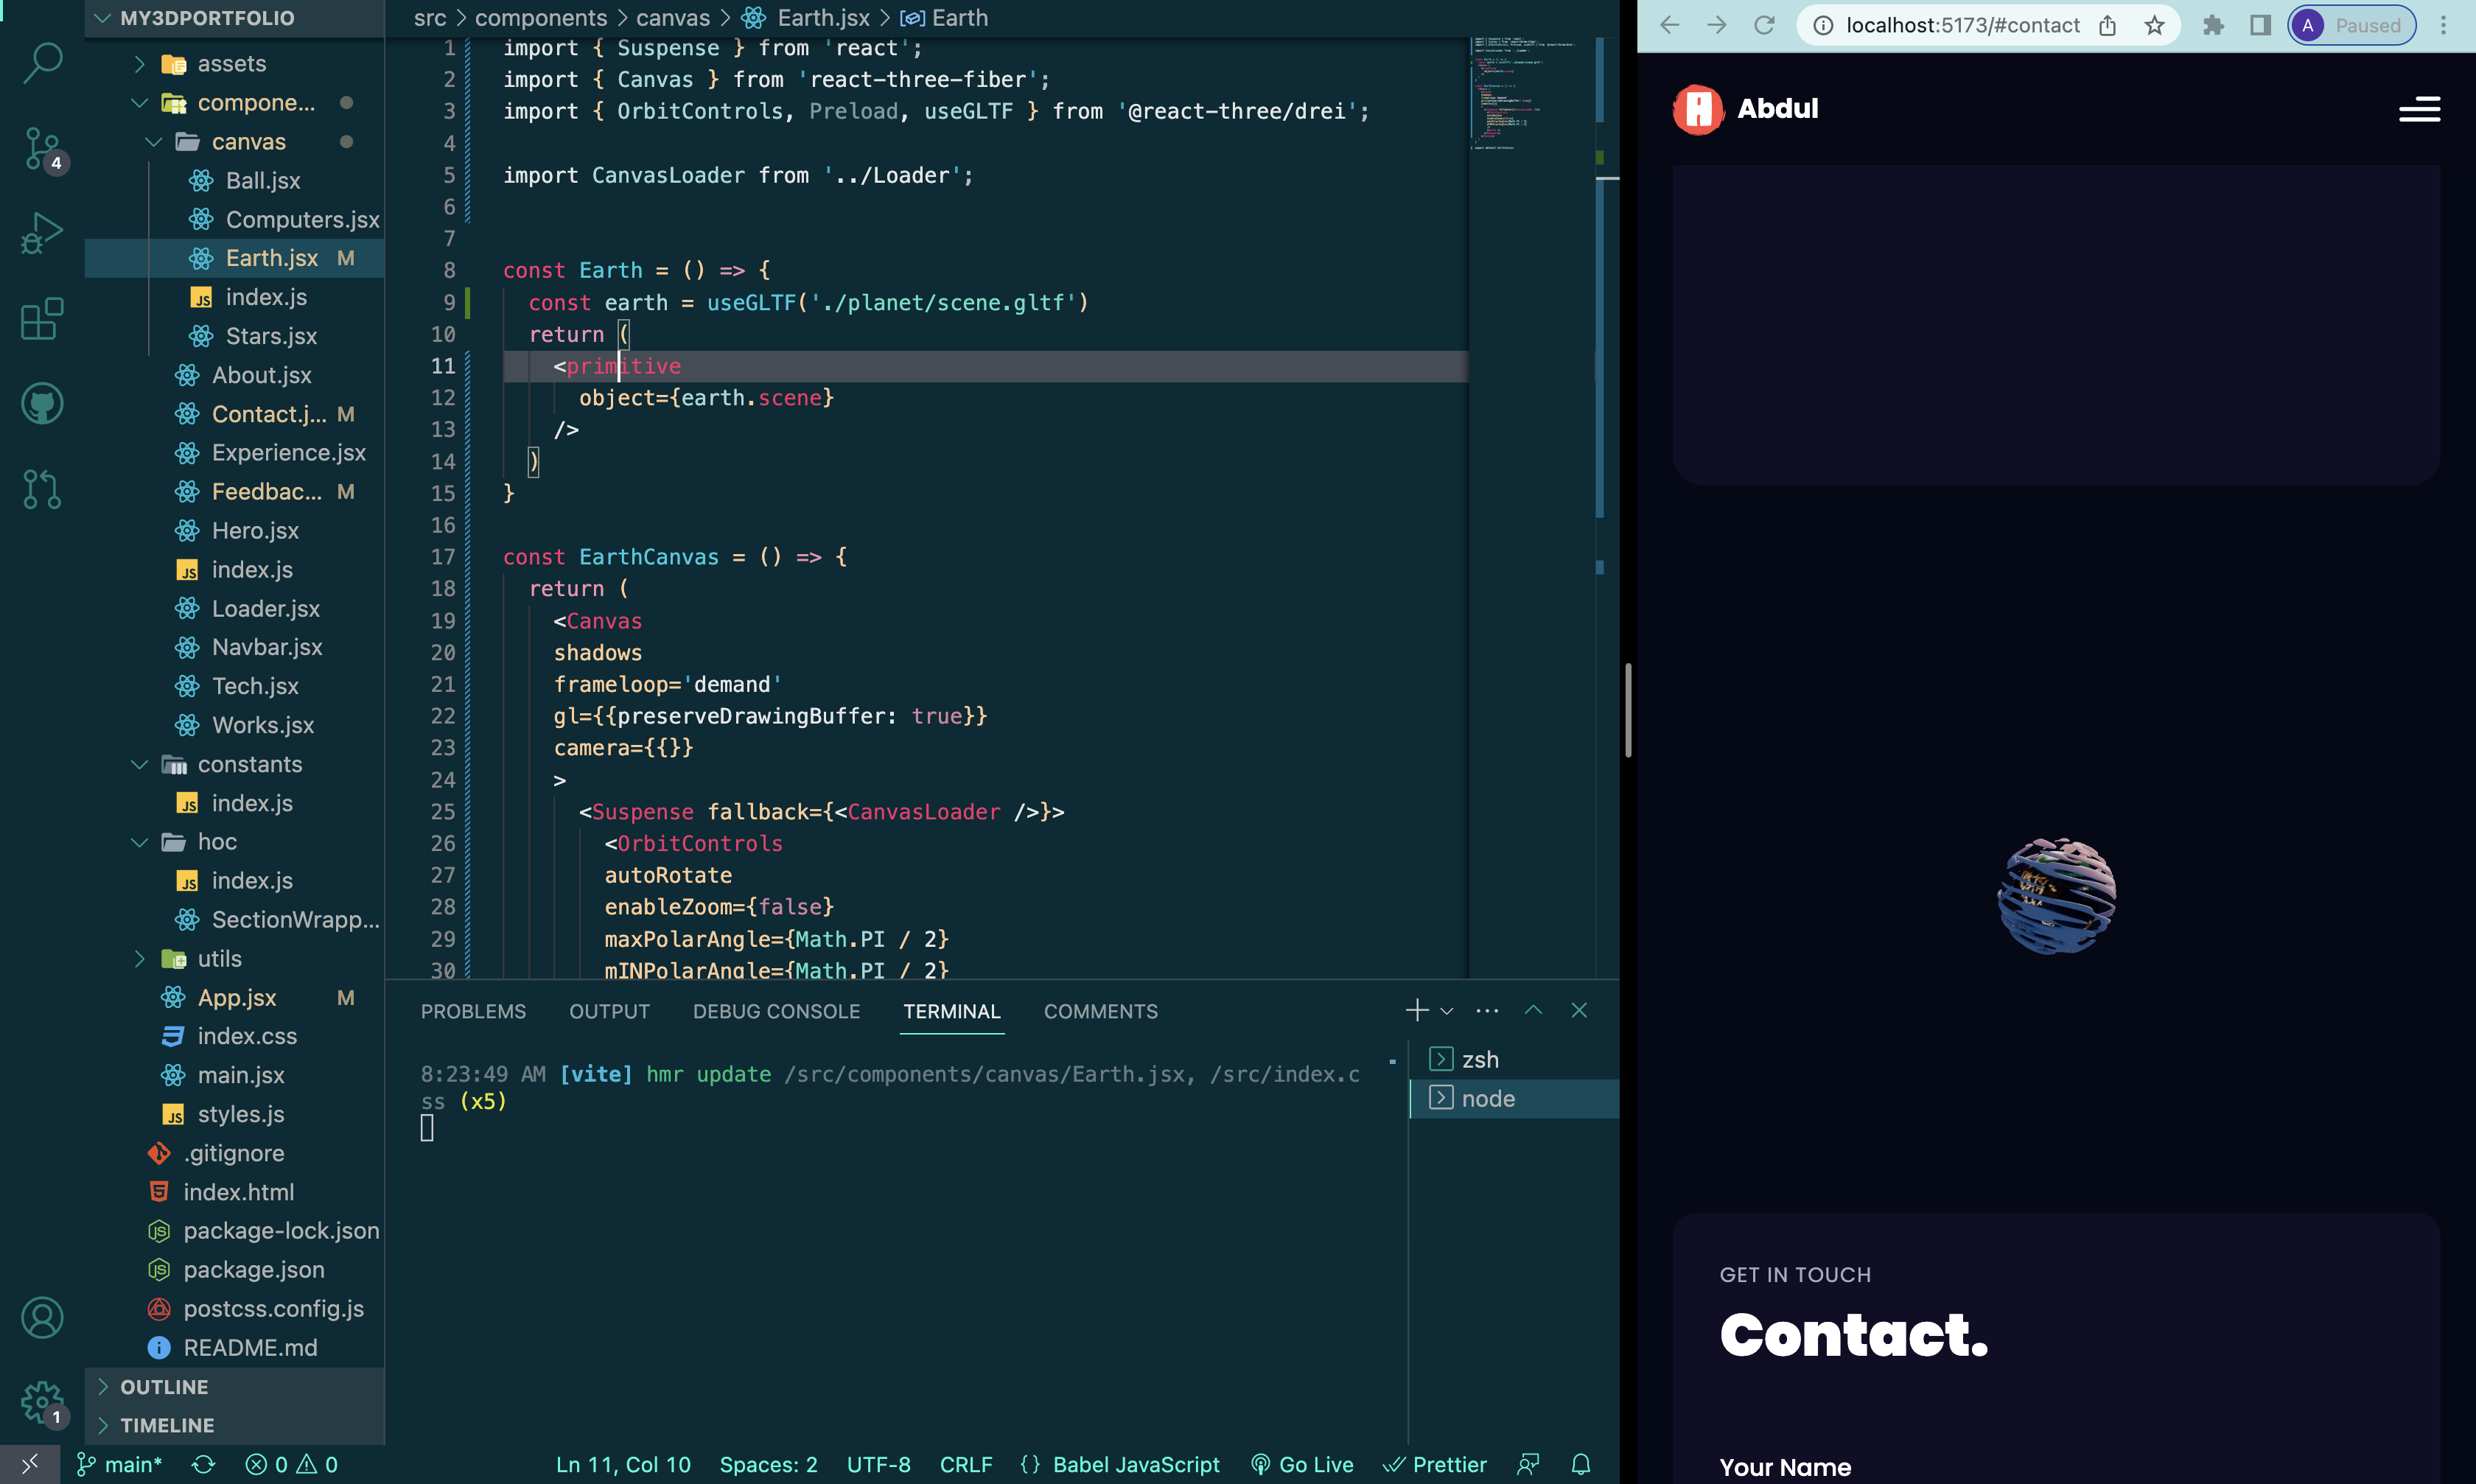 MY3DPORTFOLIO
assets
compone...
canvas
Ball.jsx
Computers.jsx
Earth.jsx M
index.js
Stars.jsx
About.jsx
Contact.j... M
Experience.jsx
Feedbac... M
Hero.jsx
index.js
Loader.jsx
Navbar.jsx
Tech.jsx
Works.jsx
constants
index.js
hoc
index.js
SectionWrapp...
utils
App.jsx M
index.css
main.jsx
styles.js
.gitignore
index.html
package-lock.json
package.json
postcss.config.js
README.md
OUTLINE
TIMELINE
4
1
src > components > canvas > Earth.jsx > Earth
1 import { Suspense } from 'react';
2 import { Canvas } from 'react-three-fiber';
3 import { OrbitControls, Preload, useGLTF } from '@react-three/drei';
4
5 import CanvasLoader from '../Loader';
6
7
8 const Earth = () => {
9 const earth = useGLTF('./planet/scene.gltf')
10 return (
11 <primitive
12 object={earth.scene}
13 />
14 )
15 }
16
17 const EarthCanvas = () => {
18 return (
19 <Canvas
20 shadows
21 frameloop='demand'
22 gl={{preserveDrawingBuffer: true}}
23 camera={{}}
24 >
25 <Suspense fallback={<CanvasLoader />}>
26 <OrbitControls
27 autoRotate
28 enableZoom={false}
29 maxPolarAngle={Math.PI / 2}
30 mINPolarAngle={Math.PI / 2}
PROBLEMS OUTPUT DEBUG CONSOLE TERMINAL COMMENTS
8:23:49 AM [vite] hmr update /src/components/canvas/Earth.jsx, /src/index.c
ss (x5)
zsh
node
main* 0 0 Ln 11, Col 10 Spaces: 2 UTF-8 CRLF {} Babel JavaScript Go Live Prettier
localhost:5173/#contact A Paused
Abdul
GET IN TOUCH
Contact.
Your Name